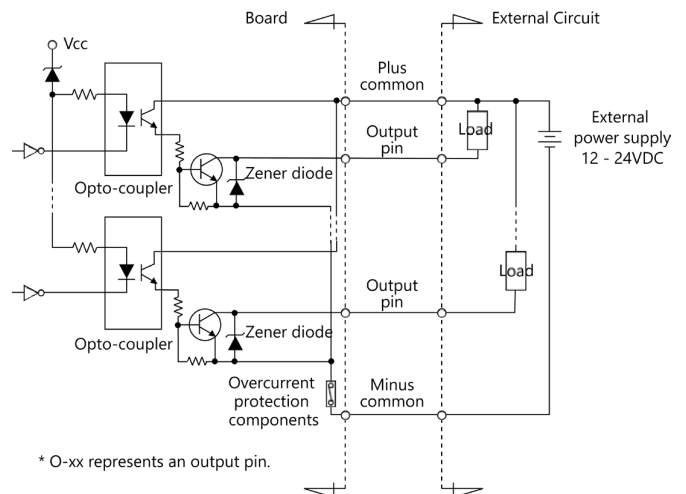 Board
External Circuit
Vcc
Plus
common
Output
pin
Load
External
power supply
12 - 24VDC
Zener diode
Opto-coupler
Load
Output
pin
Zener diode
Opto-coupler
Overcurrent
protection
components
Minus
common
* O-xx represents an output pin.